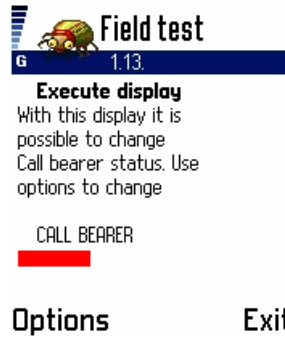 Field test
G 1.13.
Execute display
With this display it is
possible to change
Call bearer status. Use
options to change
CALL BEARER
Options Exit